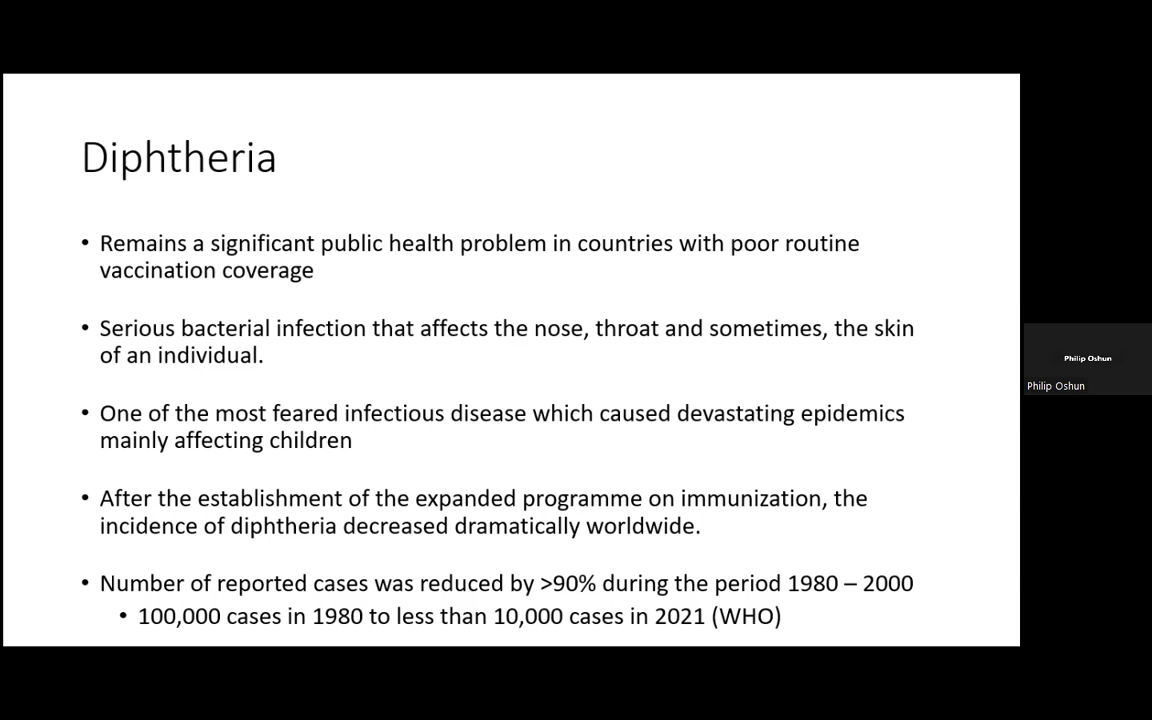 Diphtheria
• Remains a significant public health problem in countries with poor routine
vaccination coverage
• Serious bacterial infection that affects the nose, throat and sometimes, the skin
of an individual.
• One of the most feared infectious disease which caused devastating epidemics
mainly affecting children
• After the establishment of the expanded programme on immunization, the
incidence of diphtheria decreased dramatically worldwide.
• Number of reported cases was reduced by >90% during the period 1980 – 2000
• 100,000 cases in 1980 to less than 10,000 cases in 2021 (WHO)
Philip Oshun
Philip Oshun